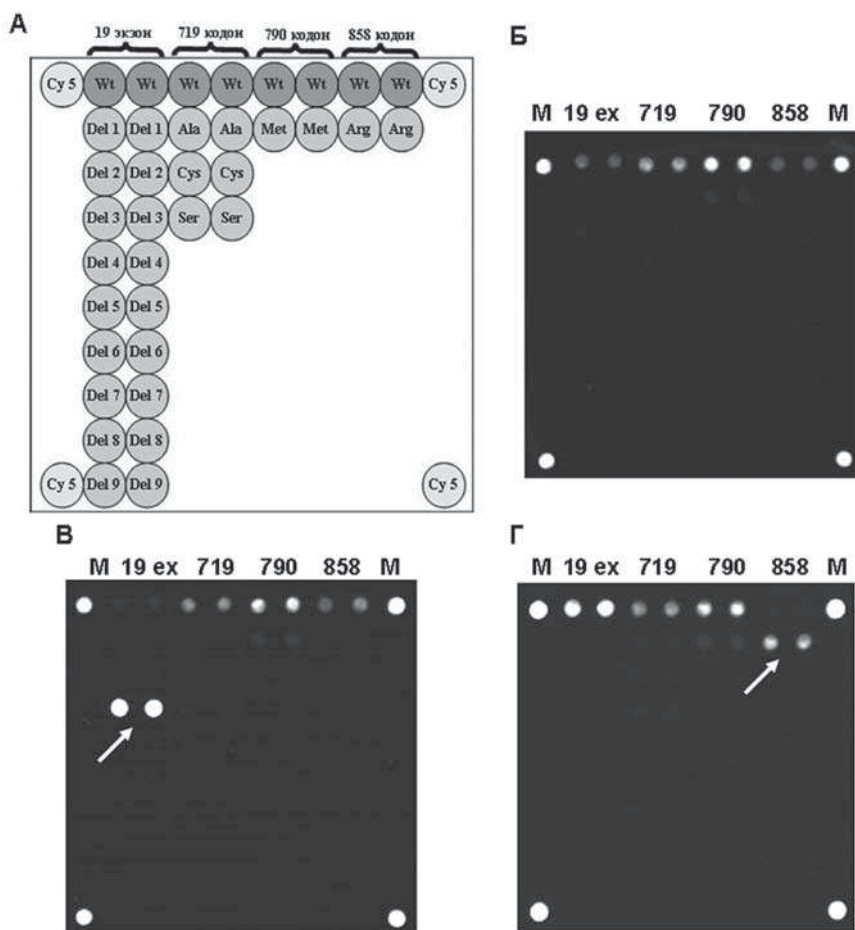 А
19 экзон 719 кодон 790 кодон 858 кодон
Cy 5 Wt Wt Wt Wt Wt Wt Wt Wt Cy 5
Del 1 Del 1 Ala Ala Met Met Arg Arg
Del 2 Del 2 Cys Cys
Del 3 Del 3 Ser Ser
Del 4 Del 4
Del 5 Del 5
Del 6 Del 6
Del 7 Del 7
Del 8 Del 8
Cy 5 Del 9 Del 9 Cy 5
Б
М 19 ex 719 790 858 М
В
М 19 ex 719 790 858 М
Г
М 19 ex 719 790 858 М